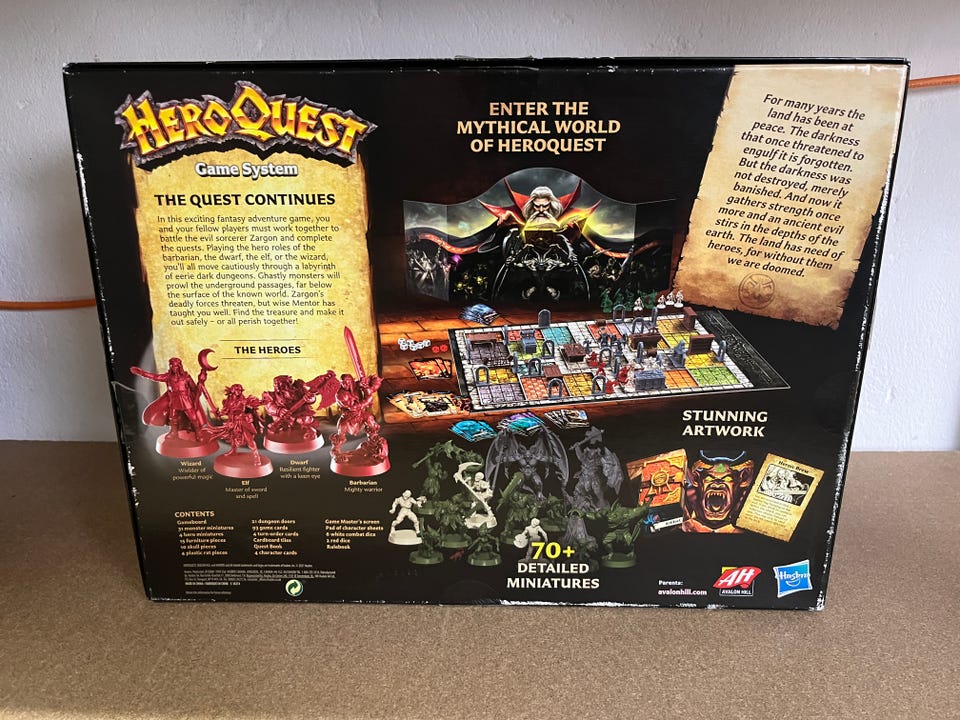 HEROQUEST
Game System
THE QUEST CONTINUES
In this exciting fantasy adventure game, you
and your fellow players must work together to
battle the evil sorcerer Zargon and complete
the quests. Playing the hero roles of the
barbarian, the dwarf, the elf, or the wizard,
you'll all move cautiously through a labyrinth
of eerie dark dungeons. Ghastly monsters will
prowl the underground passages, far below
the surface of the known world. Zargon's
deadly forces threaten, but wise Mentor has
taught you well. Find the treasure and make it
out safely – or all perish together!
THE HEROES
Wizard
Wielder of
powerful magic
Elf
Master of sword
and spell
Dwarf
Resilient fighter
with a keen eye
Barbarian
Mighty warrior
CONTENTS
Gameboard
31 monster miniatures
4 hero miniatures
15 furniture pieces
10 skull pieces
4 plastic rat pieces
21 dungeon doors
93 game cards
4 turn-order cards
Cardboard tiles
Quest Book
4 character cards
Game Master's screen
Pad of character sheets
6 white combat dice
2 red dice
Rulebook
ENTER THE
MYTHICAL WORLD
OF HEROQUEST
For many years the
land has been at
peace. The darkness
that once threatened to
engulf it is forgotten.
But the darkness was
not destroyed, merely
banished. And now it
gathers strength once
more and an ancient evil
stirs in the depths of the
earth. The land has need of
heroes, for without them
we are doomed.
STUNNING
ARTWORK
Heroic Brew
70+
DETAILED
MINIATURES
Parents:
avalonhill.com
AH
AVALON HILL
Hasbro